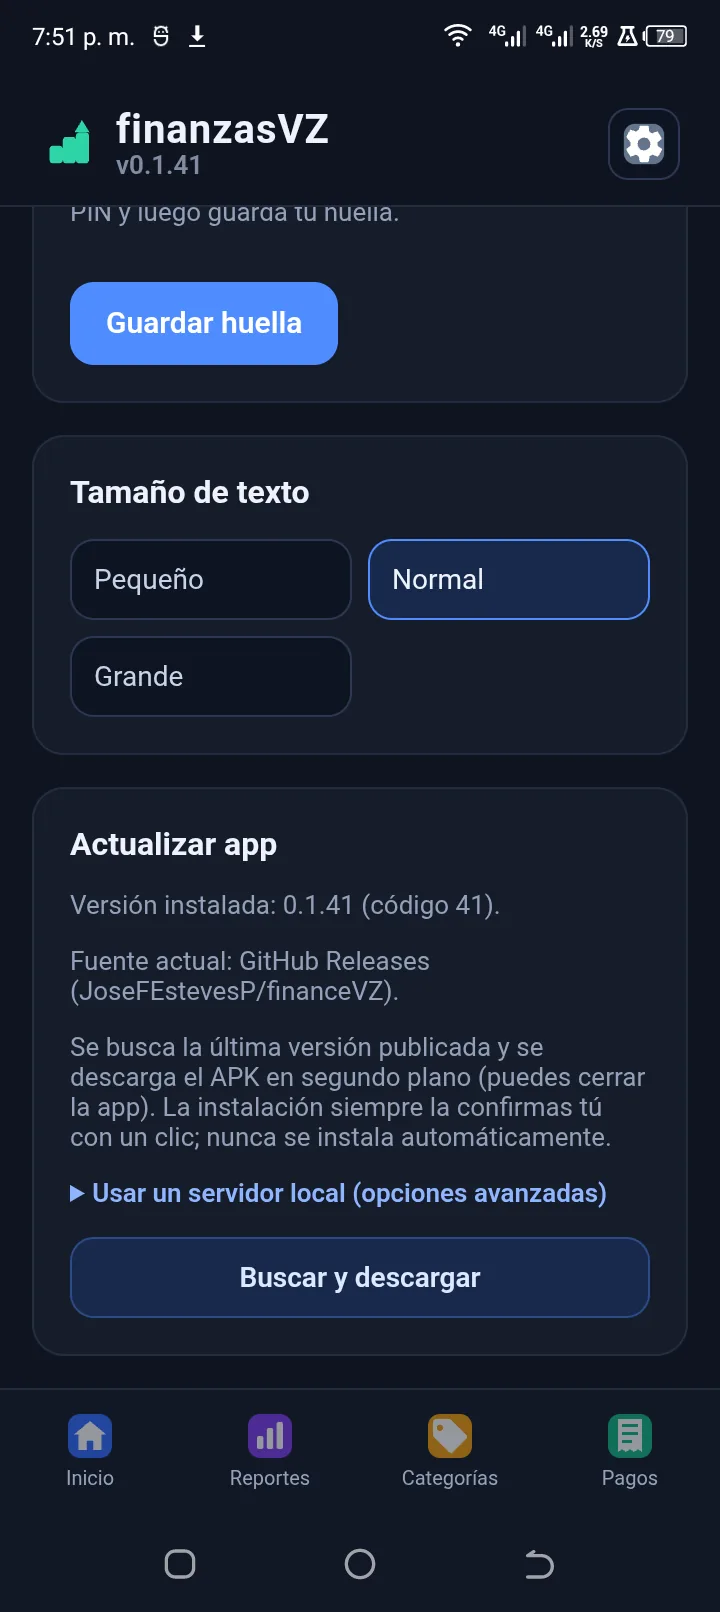 7:51 p. m.
4G 4G 2.69 K/S 79
finanzasVZ
v0.1.41
PIN y luego guarda tu huella.
Guardar huella
Tamaño de texto
Pequeño Normal
Grande
Actualizar app
Versión instalada: 0.1.41 (código 41).
Fuente actual: GitHub Releases
(JoseFEstevesP/financeVZ).
Se busca la última versión publicada y se
descarga el APK en segundo plano (puedes cerrar
la app). La instalación siempre la confirmas tú
con un clic; nunca se instala automáticamente.
Usar un servidor local (opciones avanzadas)
Buscar y descargar
Inicio Reportes Categorías Pagos